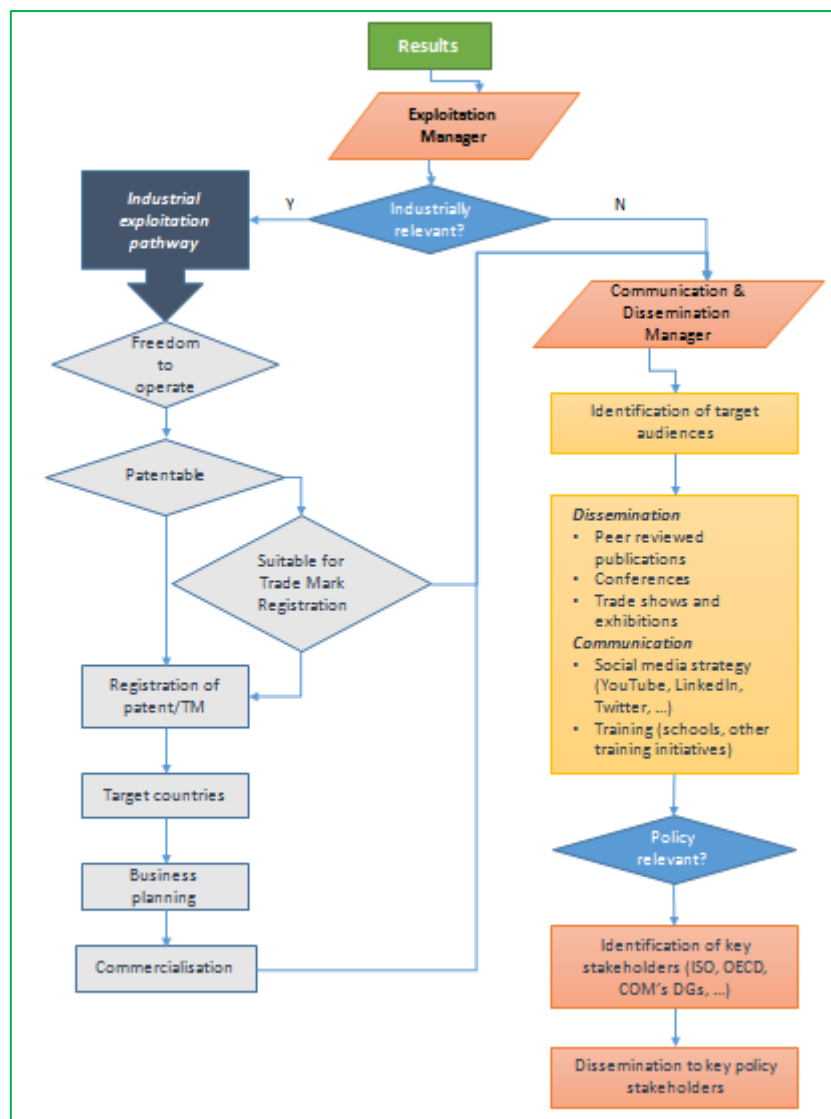 Results
Exploitation
Manager
Industrial
exploitation
pathway
Y
Industrially
relevant?
N
Communication &
Dissemination
Manager
Freedom
to
operate
Identification of target
audiences
Patentable
Suitable for
Trade Mark
Registration
Dissemination
• Peer reviewed
publications
• Conferences
• Trade shows and
exhibitions
Communication
• Social media strategy
(YouTube, LinkedIn,
Twitter, ...)
• Training (schools, other
training initiatives)
Registration of
patent/TM
Target countries
Business
planning
Commercialisation
Policy
relevant?
Identification of key
stakeholders (ISO, OECD,
COM's DGs, ...)
Dissemination to key policy
stakeholders